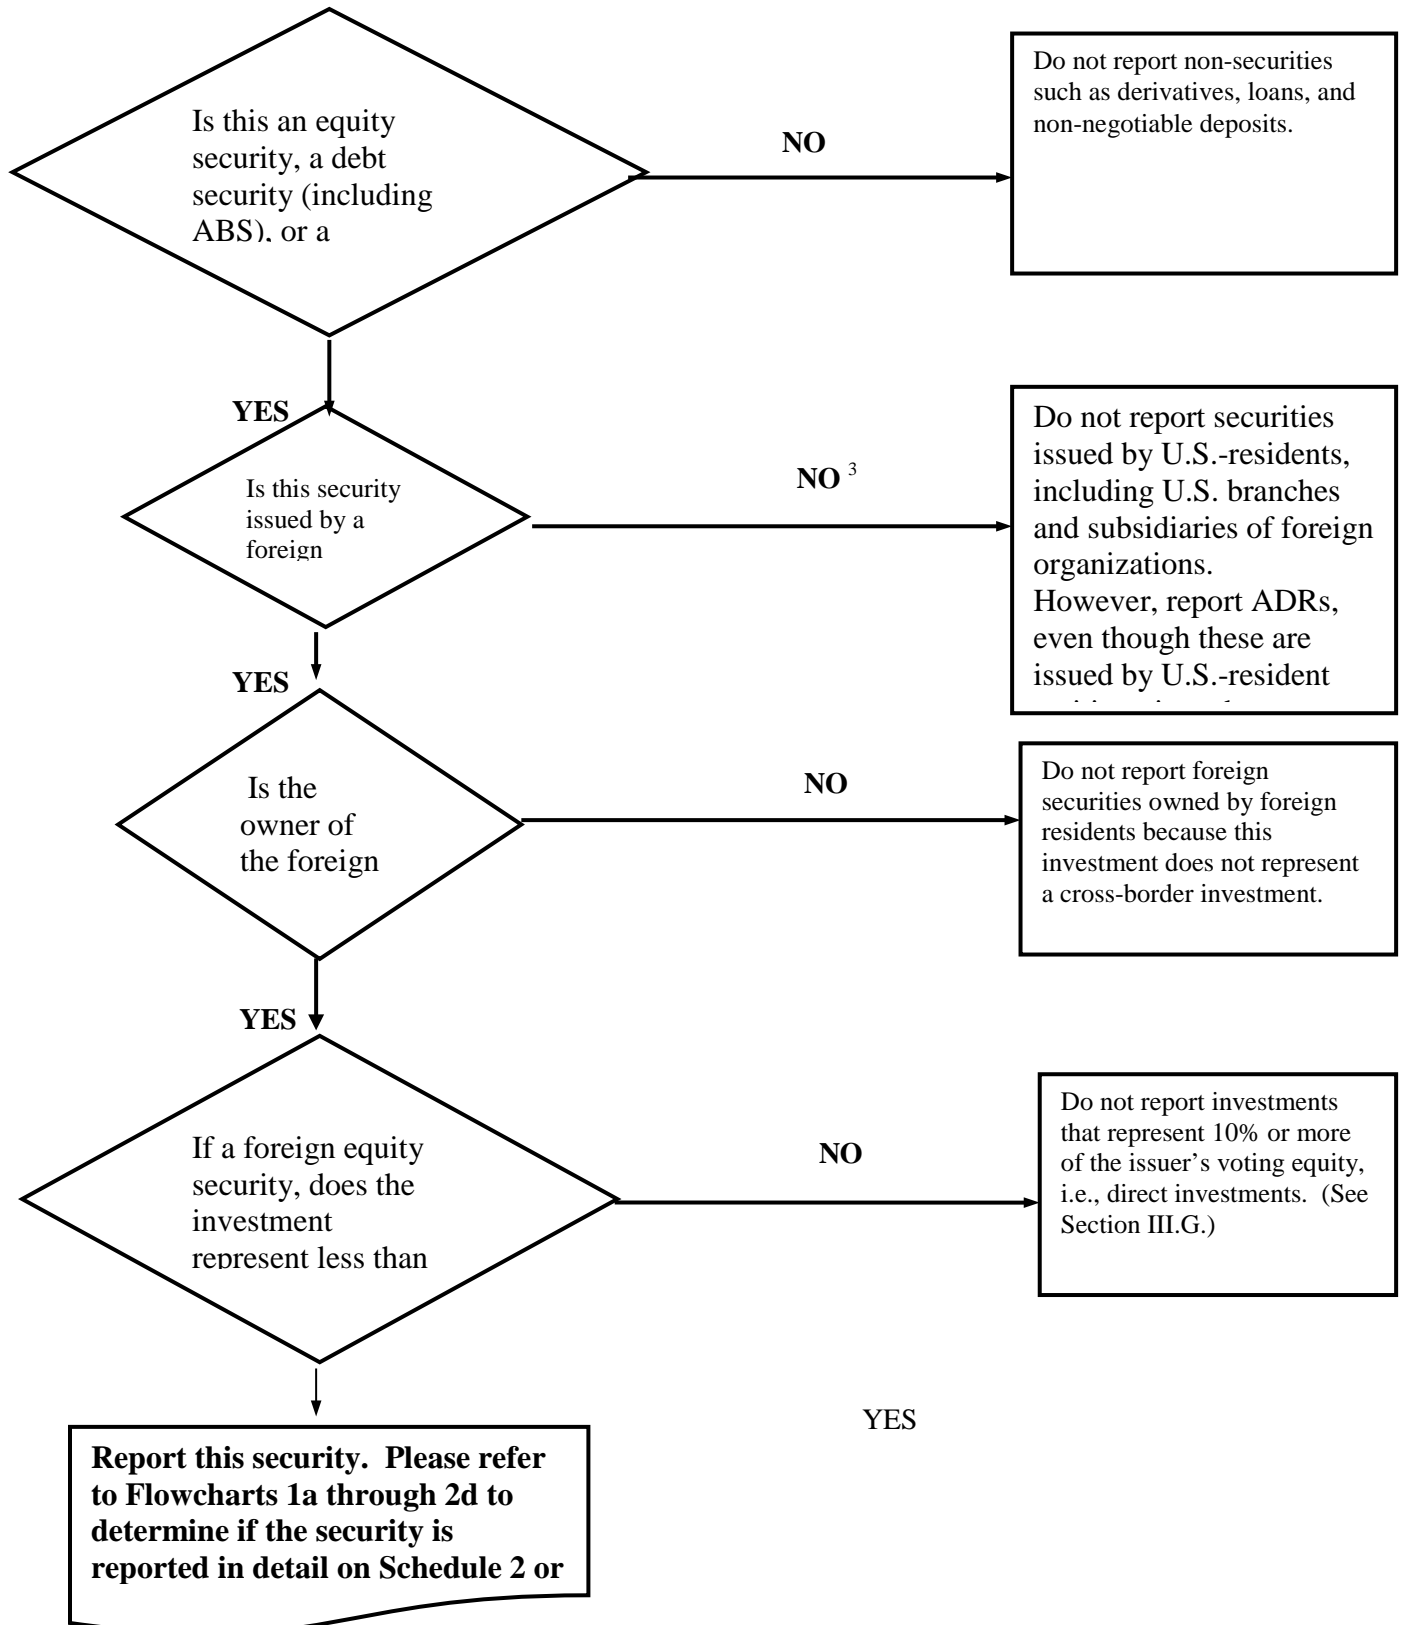 Is this an equity
security, a debt
security (including
ABS), or a
NO
Do not report non-securities
such as derivatives, loans, and
non-negotiable deposits.
YES
Is this security
issued by a
foreign
NO 3
Do not report securities
issued by U.S.-residents,
including U.S. branches
and subsidiaries of foreign
organizations.
However, report ADRs,
even though these are
issued by U.S.-resident
YES
Is the
owner of
the foreign
NO
Do not report foreign
securities owned by foreign
residents because this
investment does not represent
a cross-border investment.
YES
If a foreign equity
security, does the
investment
represent less than
NO
Do not report investments
that represent 10% or more
of the issuer’s voting equity,
i.e., direct investments.  (See
Section III.G.)
YES
Report this security.  Please refer
to Flowcharts 1a through 2d to
determine if the security is
reported in detail on Schedule 2 or